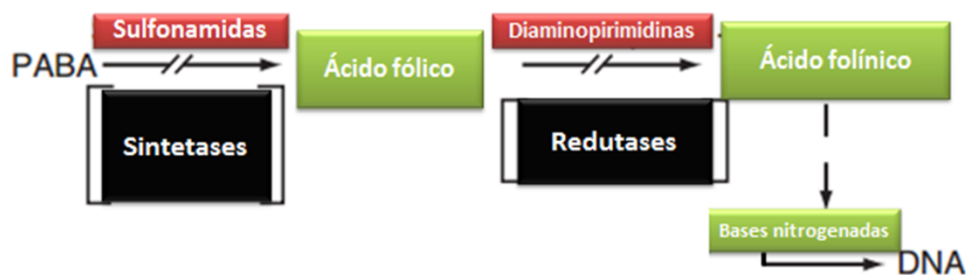 Sulfonamidas
Diaminopirimidinas
PABA
Ácido fólico
Ácido folínico
Sintetases
Redutases
Bases nitrogenadas
DNA